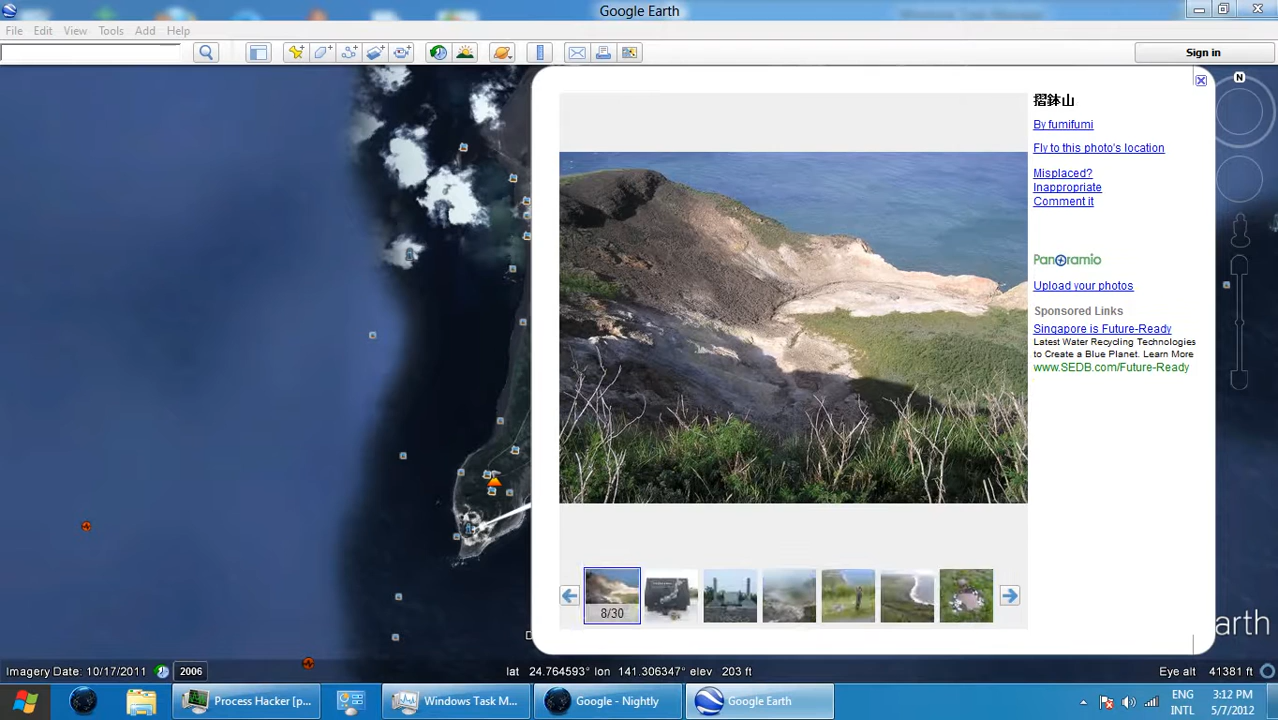 Google Earth
File Edit View Tools Add Help
Sign in
N
摺鉢山
By fumifumi
Fly to this photo's location
Misplaced?
Inappropriate
Comment it
Panoramio
Upload your photos
Sponsored Links
Singapore is Future-Ready
Latest Water Recycling Technologies
to Create a Blue Planet. Learn More
www.SEDB.com/Future-Ready
8/30
earth
Imagery Date: 10/17/2011 2006 lat 24.764593° lon 141.306347° elev 203 ft Eye alt 41381 ft
Process Hacker [p... Windows Task M... Google - Nightly Google Earth
ENG
INTL
3:12 PM
5/7/2012